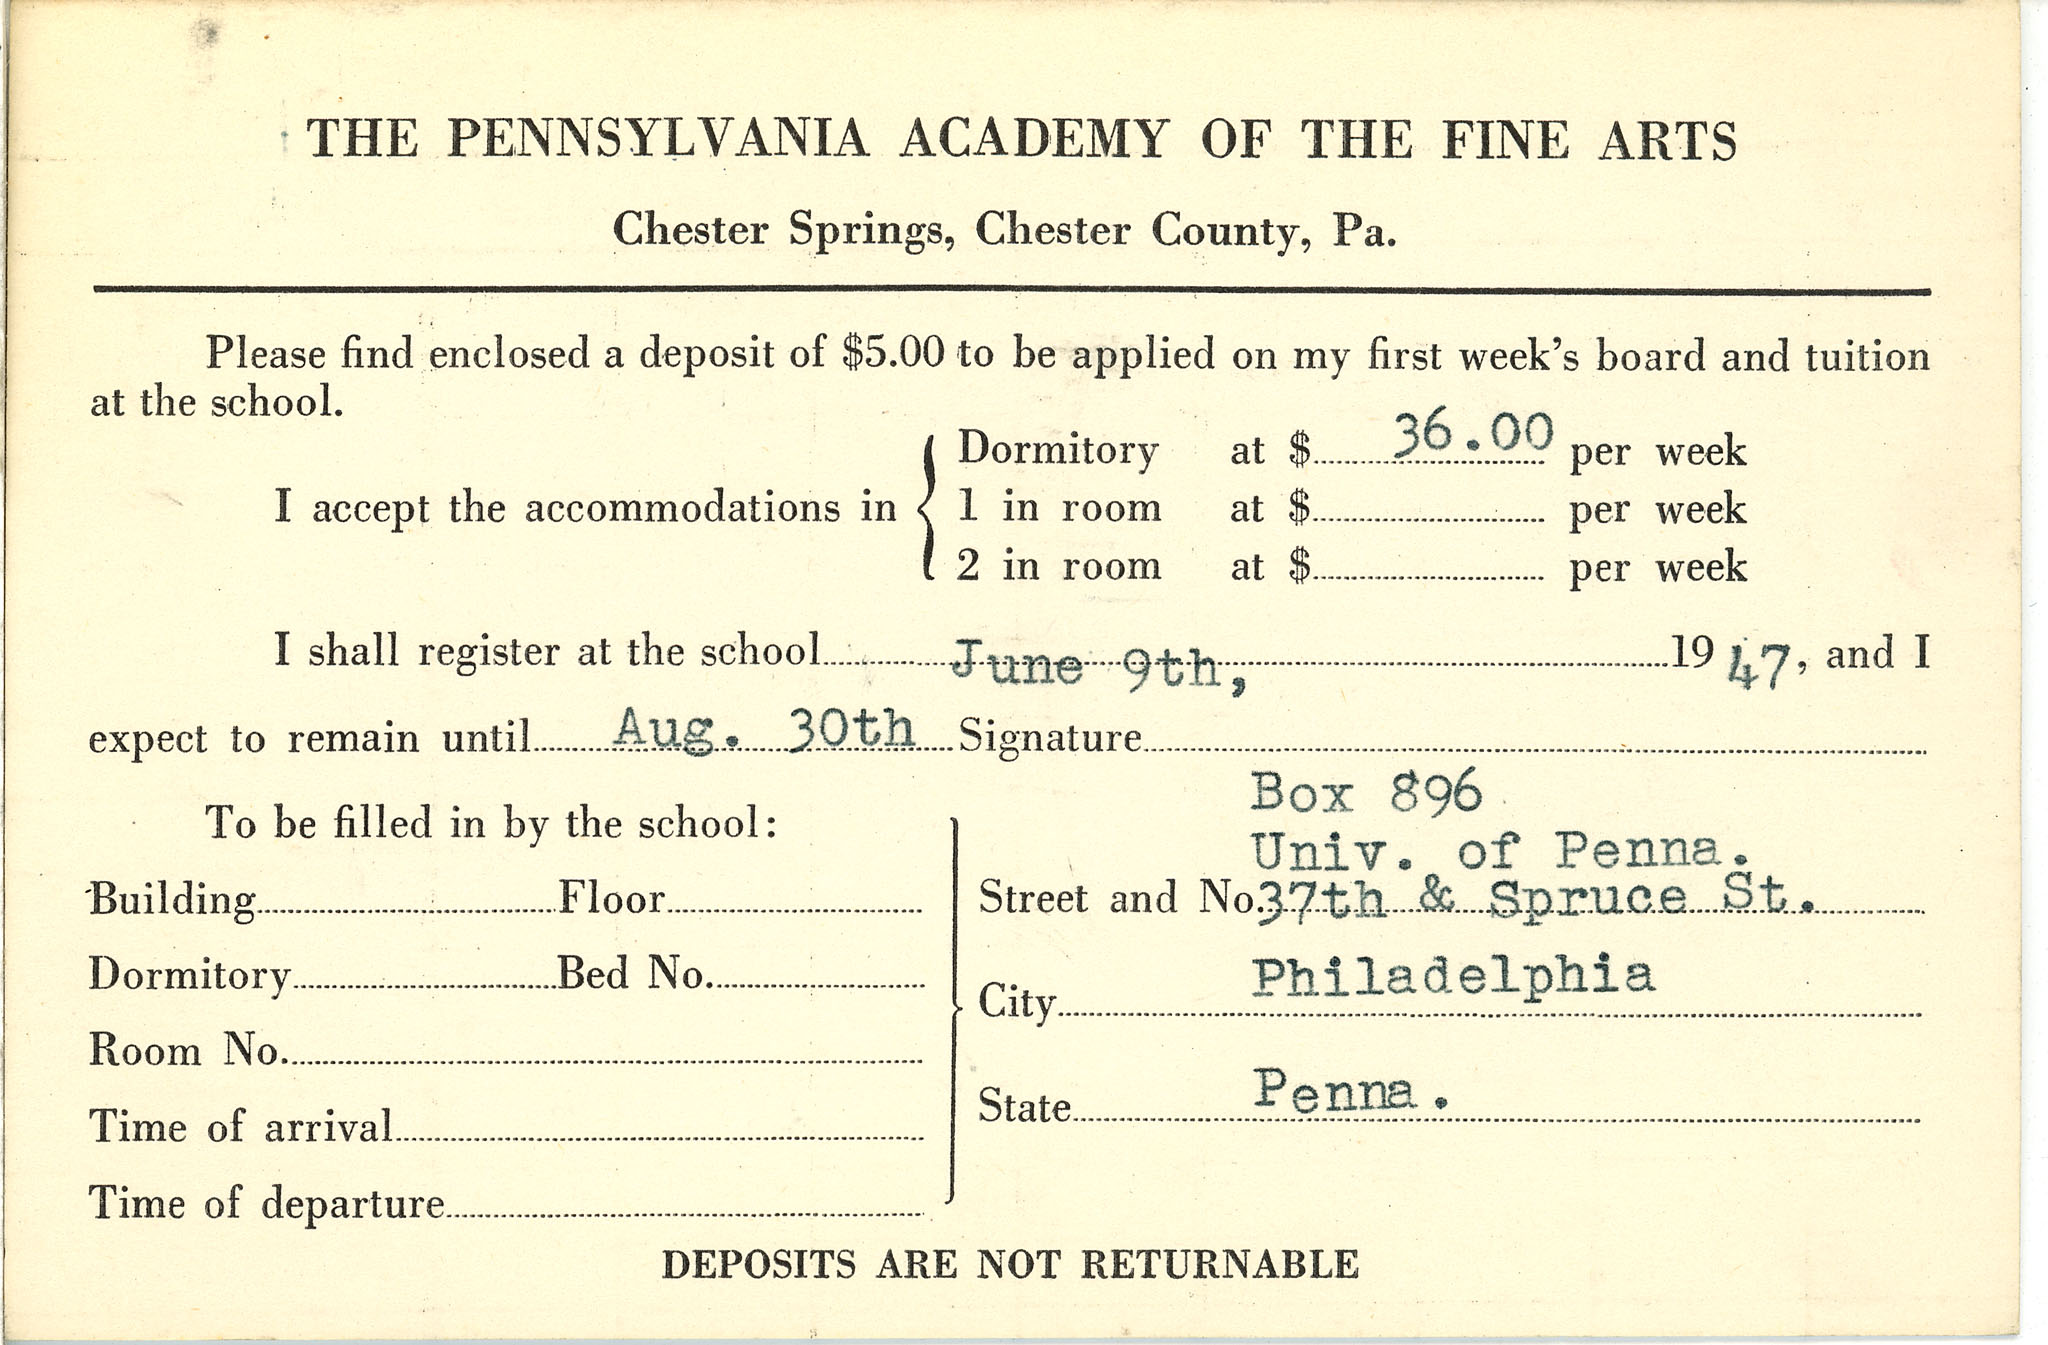 THE PENNSYLVANIA ACADEMY OF THE FINE ARTS
Chester Springs, Chester County, Pa.
Please find enclosed a deposit of $5.00 to be applied on my first week's board and tuition
at the school.
I accept the accommodations in
Dormitory at $ 36.00 per week
1 in room at $ per week
2 in room at $ per week
I shall register at the school June 9th, 1947, and I
expect to remain until Aug. 30th Signature
To be filled in by the school:
Building Floor
Dormitory Bed No.
Room No.
Time of arrival
Time of departure
Box 896
Univ. of Penna.
Street and No. 37th & Spruce St.
City Philadelphia
State Penna.
DEPOSITS ARE NOT RETURNABLE